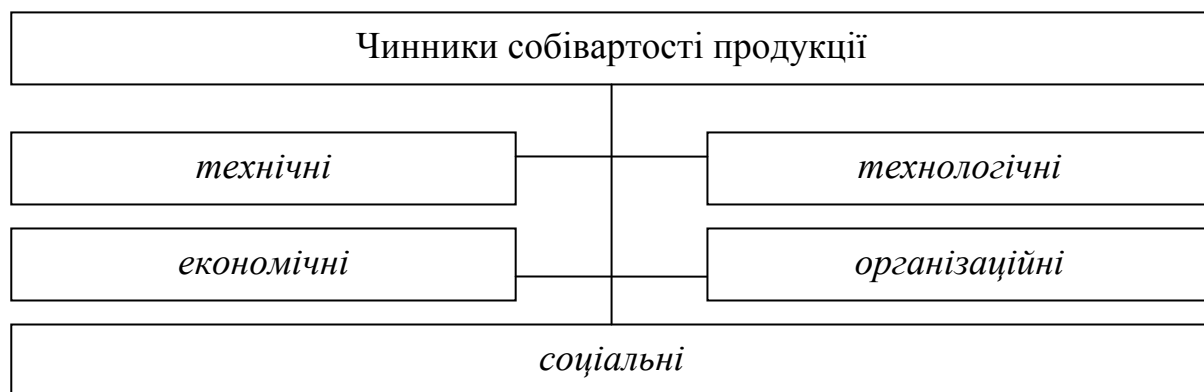 Чинники собівартості продукції
технічні
технологічні
економічні
організаційні
соціальні